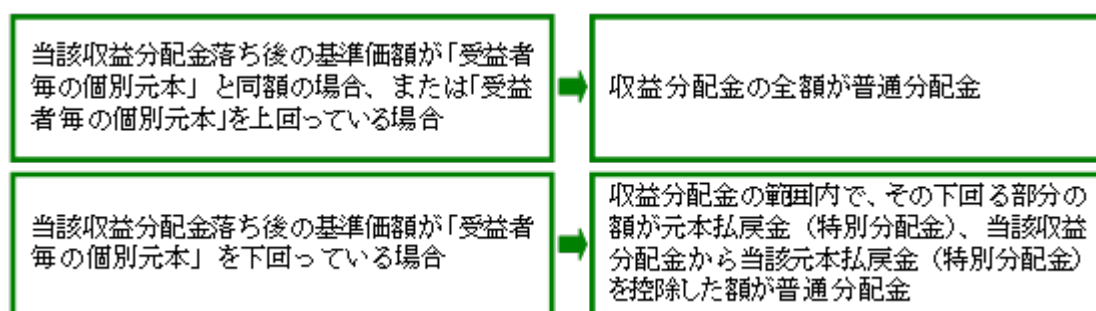 当該収益分配金落ち後の基準価額が「受益者
毎の個別元本」と同額の場合、または「受益
者毎の個別元本」を上回っている場合
収益分配金の全額が普通分配金
当該収益分配金落ち後の基準価額が「受益者
毎の個別元本」を下回っている場合
収益分配金の範囲内で、その下回る部分の
額が元本払戻金（特別分配金）、当該収益
分配金から当該元本払戻金（特別分配金）
を控除した額が普通分配金